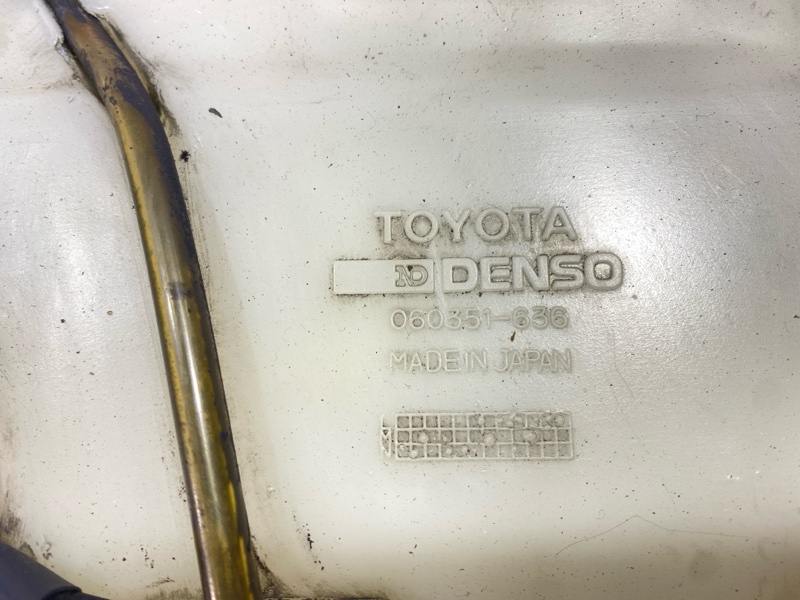 TOYOTA
ND DENSO
060351-636
MADE IN JAPAN